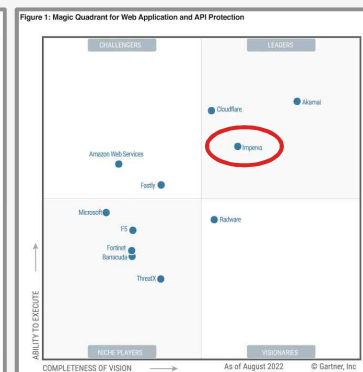 Figure 1: Magic Quadrant for Web Application and API Protection
CHALLENGERS
LEADERS
Akamai
Cloudflare
Imperva
Amazon Web Services
Fastly
Microsoft
Radware
F5
Fortinet
Barracuda
ThreatX
ABILITY TO EXECUTE
NICHE PLAYERS
VISIONARIES
COMPLETENESS OF VISION
As of August 2022
© Gartner, Inc